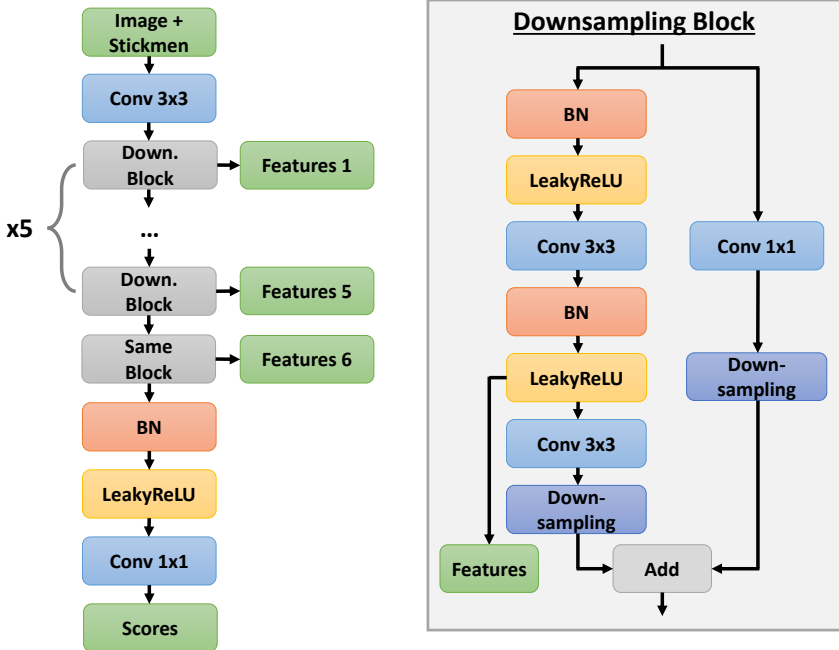 Image +
Stickmen
Conv 3x3
Down.
Block
Features 1
x5
...
Down.
Block
Features 5
Same
Block
Features 6
BN
LeakyReLU
Conv 1x1
Scores
Downsampling Block
BN
LeakyReLU
Conv 3x3
Conv 1x1
BN
LeakyReLU
Down-
sampling
Conv 3x3
Down-
sampling
Features
Add